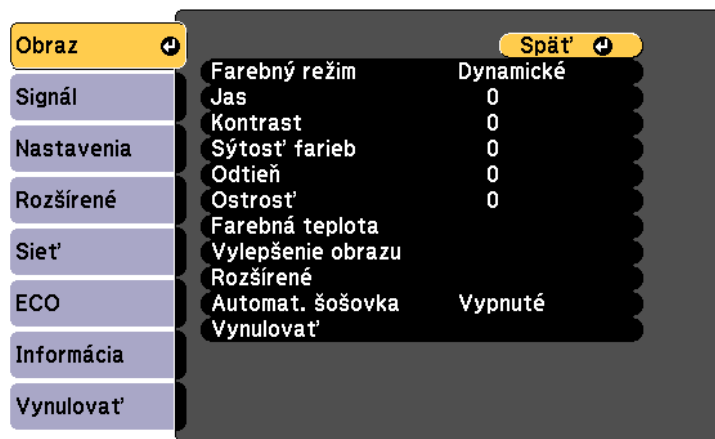 Obraz
Signál
Nastavenia
Rozšírené
Sieť
ECO
Informácia
Vynulovať
Späť
Farebný režim Dynamické
Jas 0
Kontrast 0
Sýtosť farieb 0
Odtieň 0
Ostrosť 0
Farebná teplota
Vylepšenie obrazu
Rozšírené
Automat. šošovka Vypnuté
Vynulovať